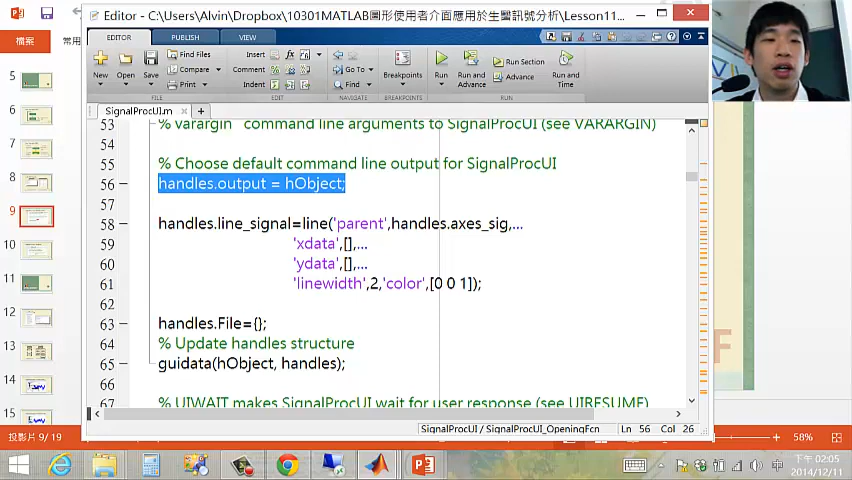 檔案
常用
5
6
7
8
9
10
11
12
13
14
15
投影片 9/19
Editor - C:\Users\Alvin\Dropbox\10301MATLAB圖形使用者介面應用於生醫訊號分析\Lesson11...
EDITOR PUBLISH VIEW
New Open Save
Find Files
Compare
Print
FILE
Insert
Comment
Indent
EDIT
Go To
Find
NAVIGATE
Breakpoints
BREAKPOINTS
Run
Run and Advance
Run Section
Advance
Run and Time
RUN
SignalProcUI.m × +
53 % varargin command line arguments to SignalProcUI (see VARARGIN)
54
55 % Choose default command line output for SignalProcUI
56 handles.output = hObject;
57
58 handles.line_signal=line('parent',handles.axes_sig,...
59 'xdata',[],...
60 'ydata',[],...
61 'linewidth',2,'color',[0 0 1]);
62
63 handles.File={};
64 % Update handles structure
65 guidata(hObject, handles);
66
67 % UIWAIT makes SignalProcUI wait for user response (see UIRESUME)
SignalProcUI / SignalProcUI_OpeningFcn Ln 56 Col 26
58%
中
下午 02:05
2014/12/11